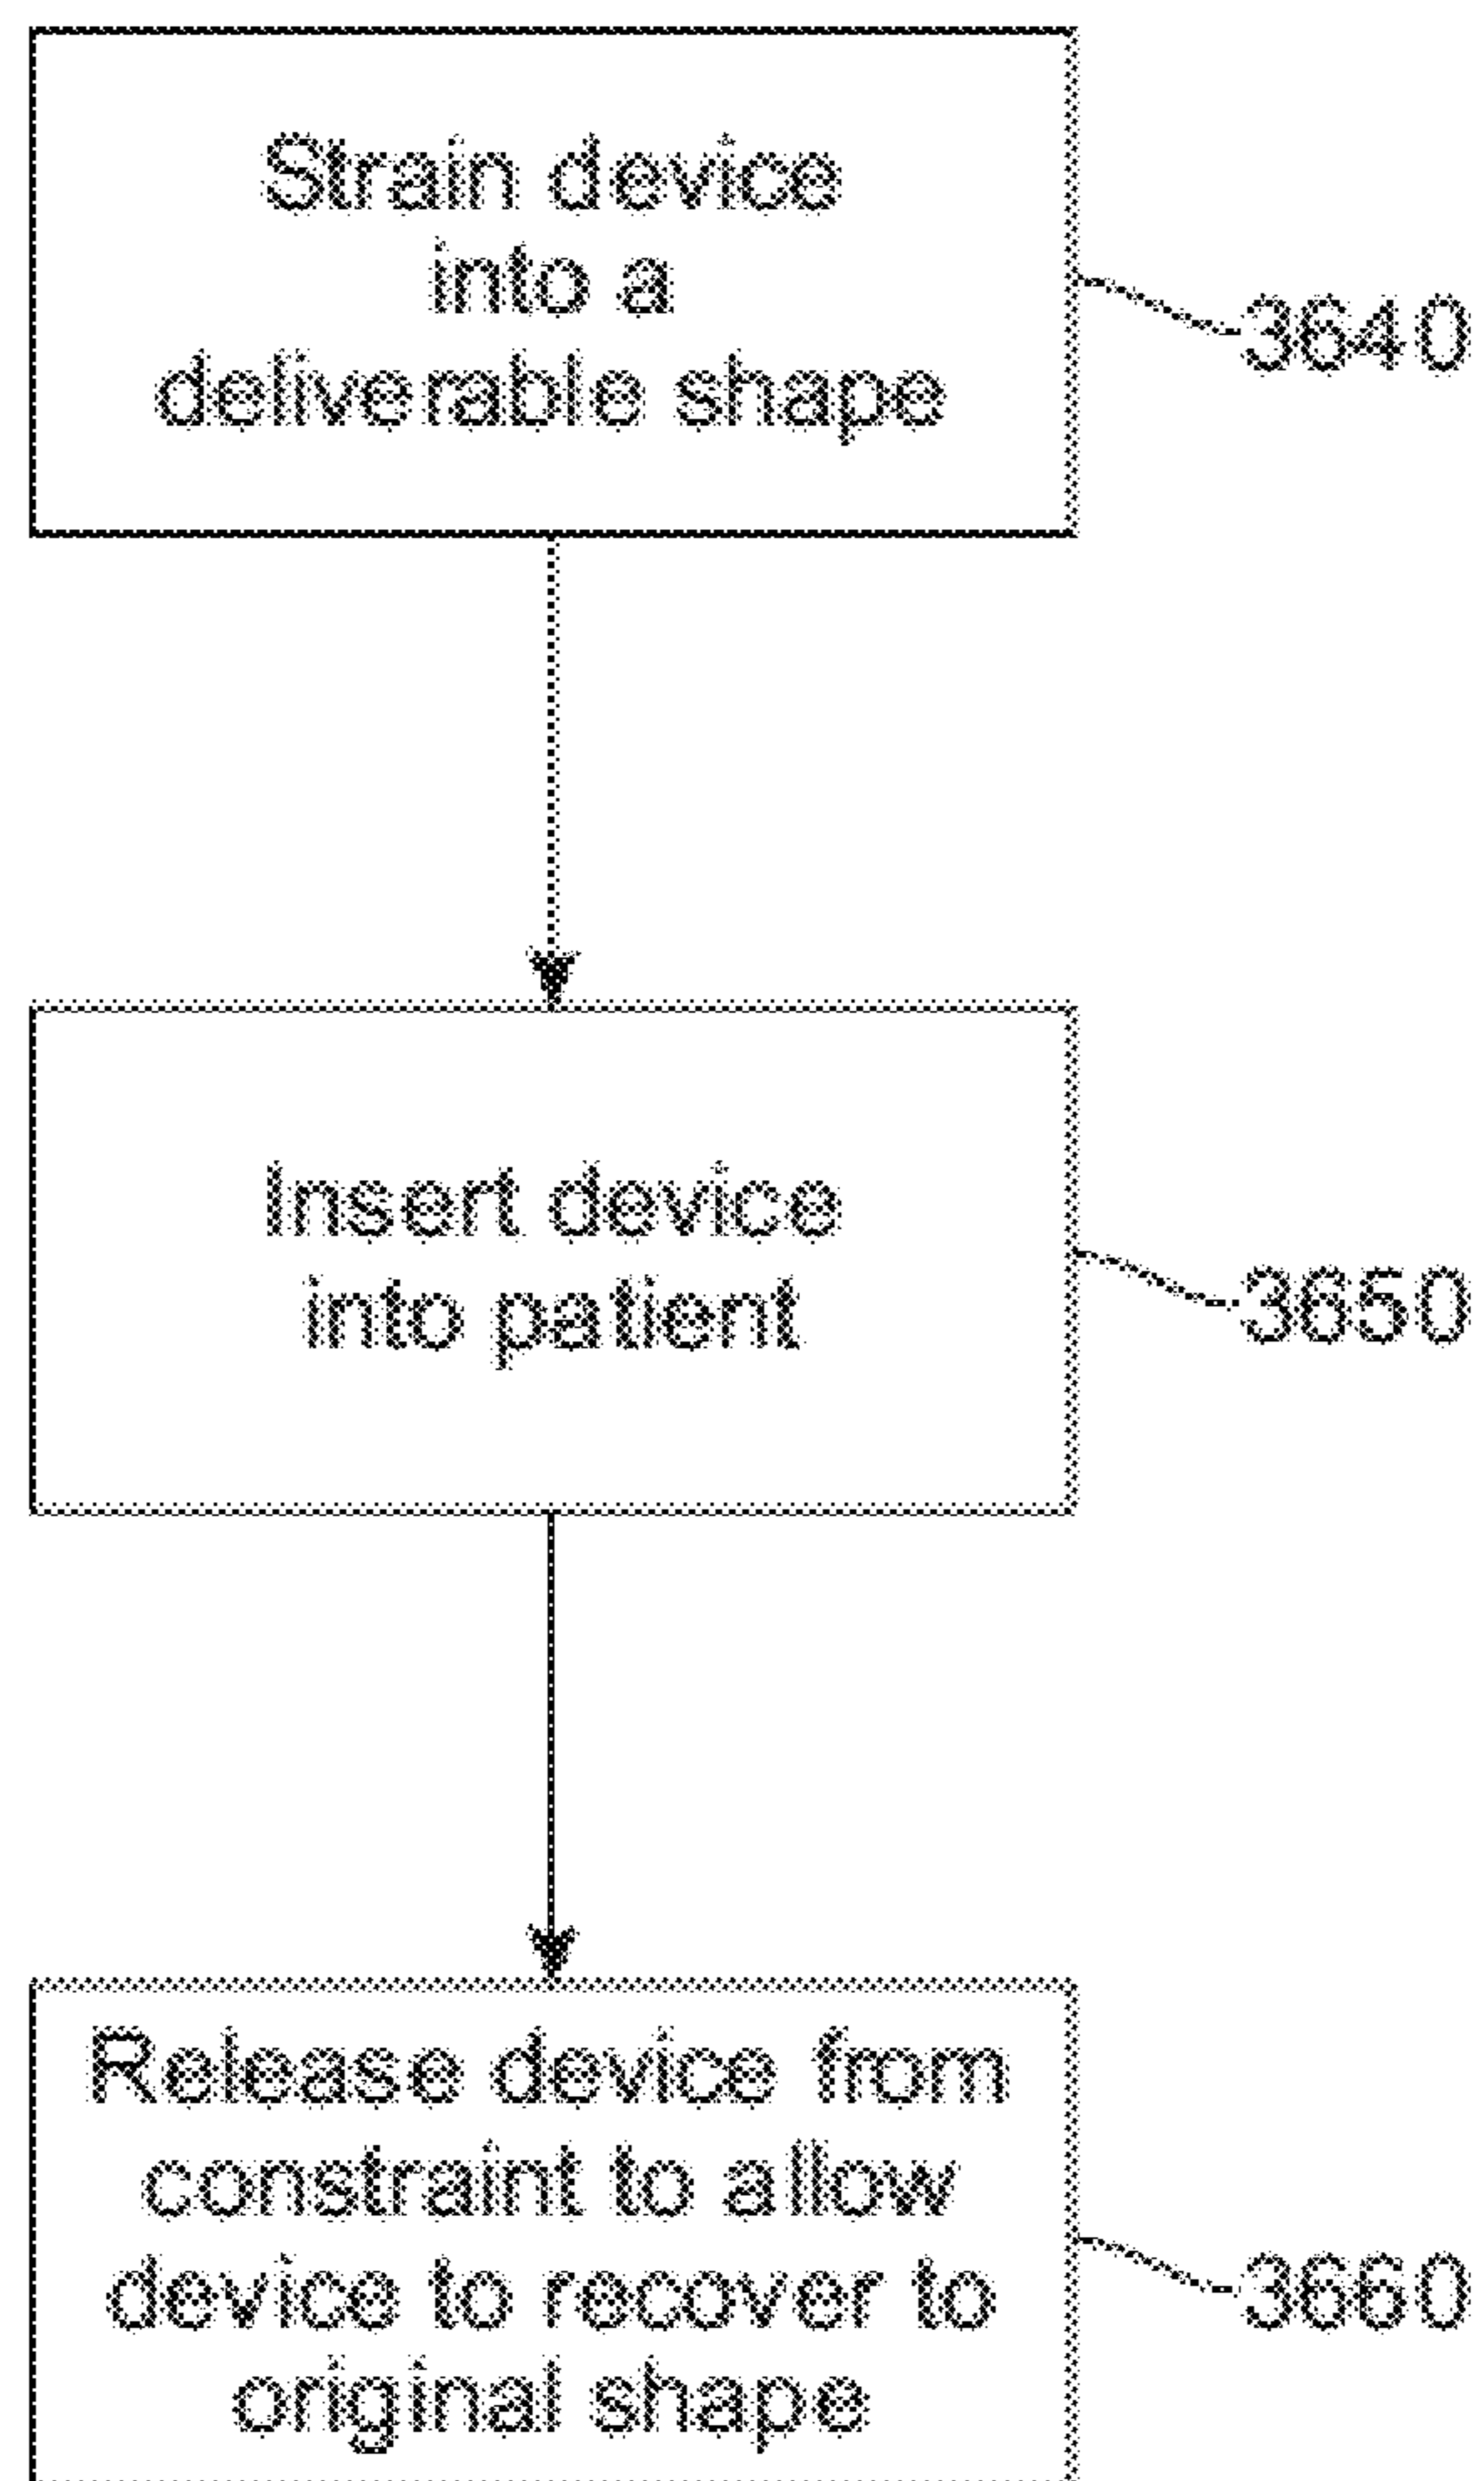 Strain device
into a
deliverable shape
3640
Insert device
into patient
3650
Release device from
constraint to allow
device to recover to
original shape
3660